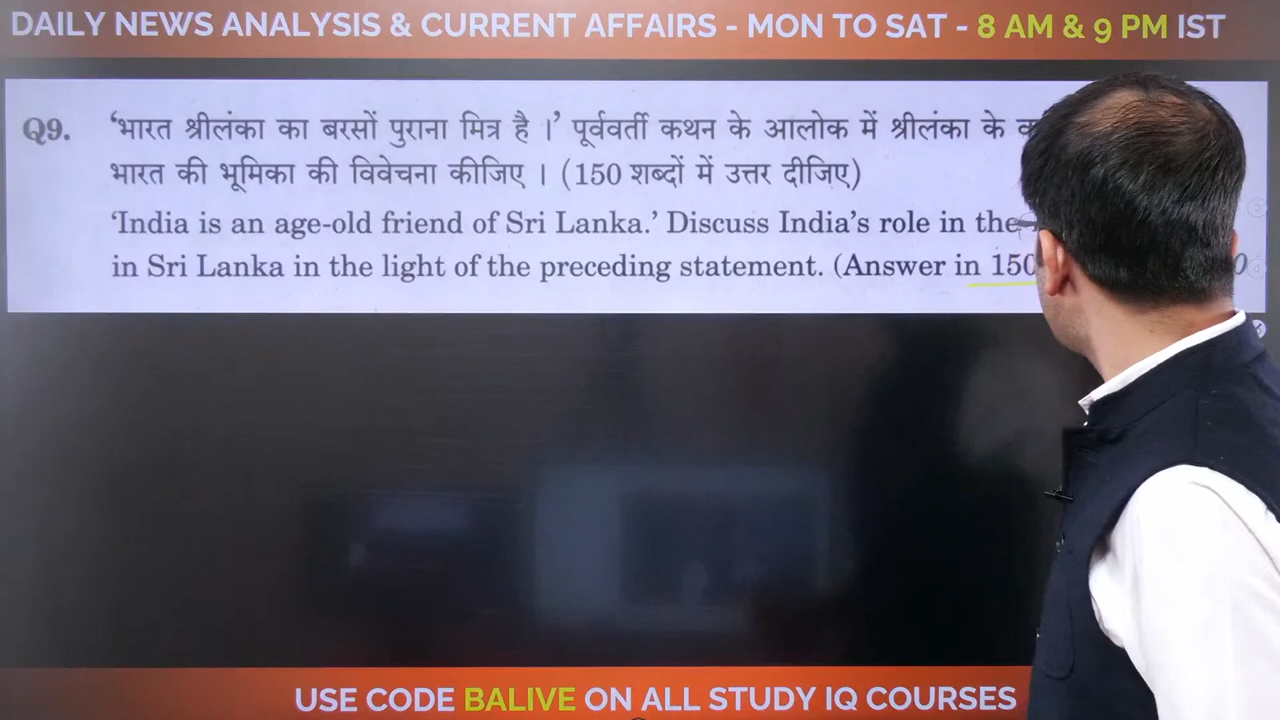 DAILY NEWS ANALYSIS & CURRENT AFFAIRS - MON TO SAT - 8 AM & 9 PM IST
Q9. ‘भारत श्रीलंका का बरसों पुराना मित्र है ।’ पूर्ववर्ती कथन के आलोक में श्रीलंका के
भारत की भूमिका की विवेचना कीजिए । (150 शब्दों में उत्तर दीजिए)
‘India is an age-old friend of Sri Lanka.’ Discuss India’s role in the
in Sri Lanka in the light of the preceding statement. (Answer in 150 0
USE CODE BALIVE ON ALL STUDY IQ COURSES